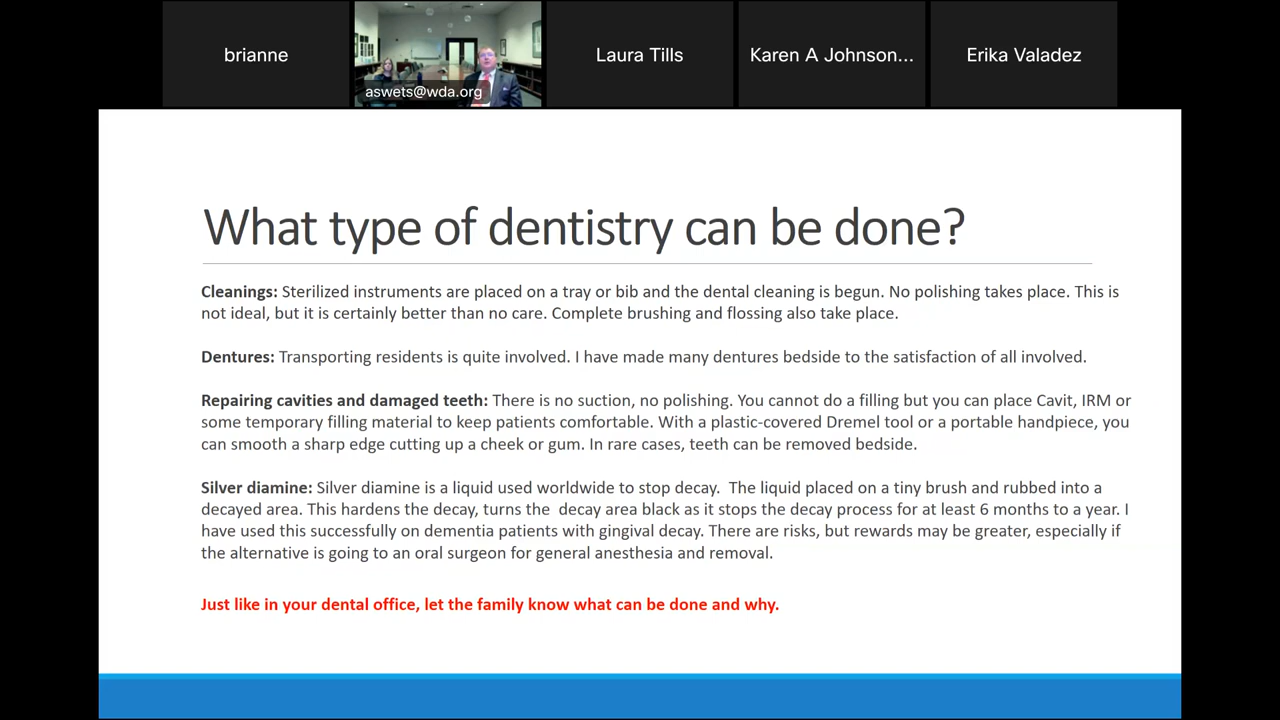 brianne
aswets@wda.org
Laura Tills
Karen A Johnson...
Erika Valadez
What type of dentistry can be done?
Cleanings: Sterilized instruments are placed on a tray or bib and the dental cleaning is begun. No polishing takes place. This is
not ideal, but it is certainly better than no care. Complete brushing and flossing also take place.
Dentures: Transporting residents is quite involved. I have made many dentures bedside to the satisfaction of all involved.
Repairing cavities and damaged teeth: There is no suction, no polishing. You cannot do a filling but you can place Cavit, IRM or
some temporary filling material to keep patients comfortable. With a plastic-covered Dremel tool or a portable handpiece, you
can smooth a sharp edge cutting up a cheek or gum. In rare cases, teeth can be removed bedside.
Silver diamine: Silver diamine is a liquid used worldwide to stop decay. The liquid placed on a tiny brush and rubbed into a
decayed area. This hardens the decay, turns the decay area black as it stops the decay process for at least 6 months to a year. I
have used this successfully on dementia patients with gingival decay. There are risks, but rewards may be greater, especially if
the alternative is going to an oral surgeon for general anesthesia and removal.
Just like in your dental office, let the family know what can be done and why.